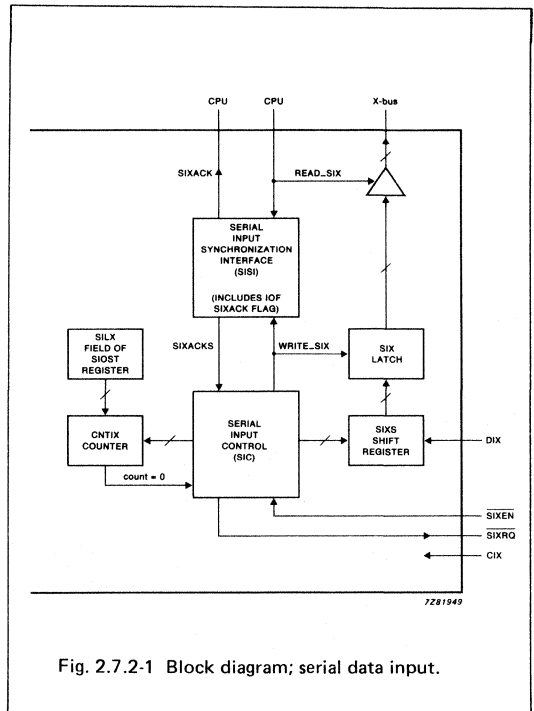 CPU CPU X-bus
SIXACK
READ_SIX
SERIAL
INPUT
SYNCHRONIZATION
INTERFACE
(SISI)
(INCLUDES IOF
SIXACK FLAG)
SILX
FIELD OF
SIOST
REGISTER
SIXACKS
WRITE_SIX
SIX
LATCH
CNTIX
COUNTER
SERIAL
INPUT
CONTROL
(SIC)
SIXS
SHIFT
REGISTER
DIX
count = 0
SIXEN
SIXRQ
CIX
7Z81949
Fig. 2.7.2-1 Block diagram; serial data input.